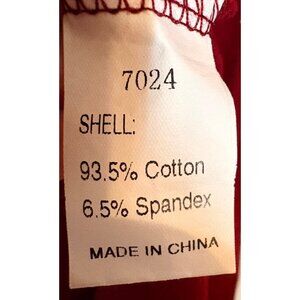 7024
SHELL:
93.5% Cotton
6.5% Spandex
MADE IN CHINA